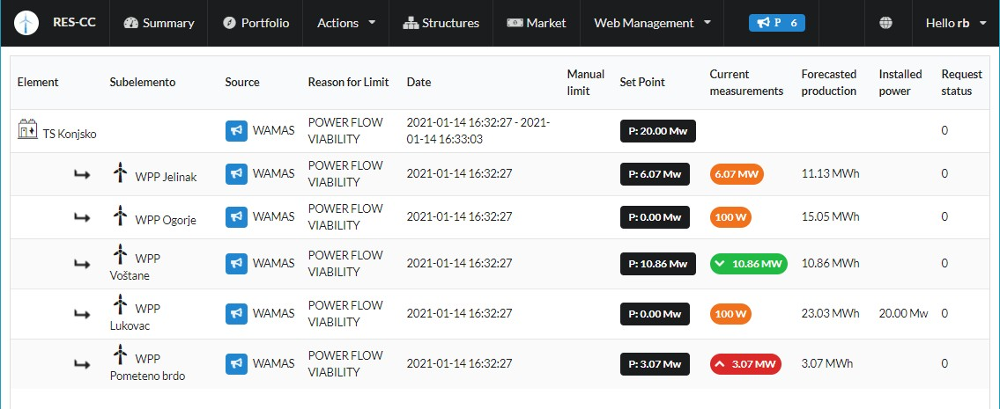 RES-CC Summary Portfolio Actions Structures Market Web Management P 6 Hello rb
Element Subelemento Source Reason for Limit Date Manual limit Set Point Current measurements Forecasted production Installed power Request status
TS Konjsko WAMAS POWER FLOW VIABILITY 2021-01-14 16:32:27 - 2021-01-14 16:33:03 P: 20.00 Mw 0
WPP Jelinak WAMAS POWER FLOW VIABILITY 2021-01-14 16:32:27 P: 6.07 Mw 6.07 MW 11.13 MWh 0
WPP Ogorje WAMAS POWER FLOW VIABILITY 2021-01-14 16:32:27 P: 0.00 Mw 100 W 15.05 MWh 0
WPP Voštane WAMAS POWER FLOW VIABILITY 2021-01-14 16:32:27 P: 10.86 Mw 10.86 MW 10.86 MWh 0
WPP Lukovac WAMAS POWER FLOW VIABILITY 2021-01-14 16:32:27 P: 0.00 Mw 100 W 23.03 MWh 20.00 Mw 0
WPP Pometeno brdo WAMAS POWER FLOW VIABILITY 2021-01-14 16:32:27 P: 3.07 Mw 3.07 MW 3.07 MWh 0